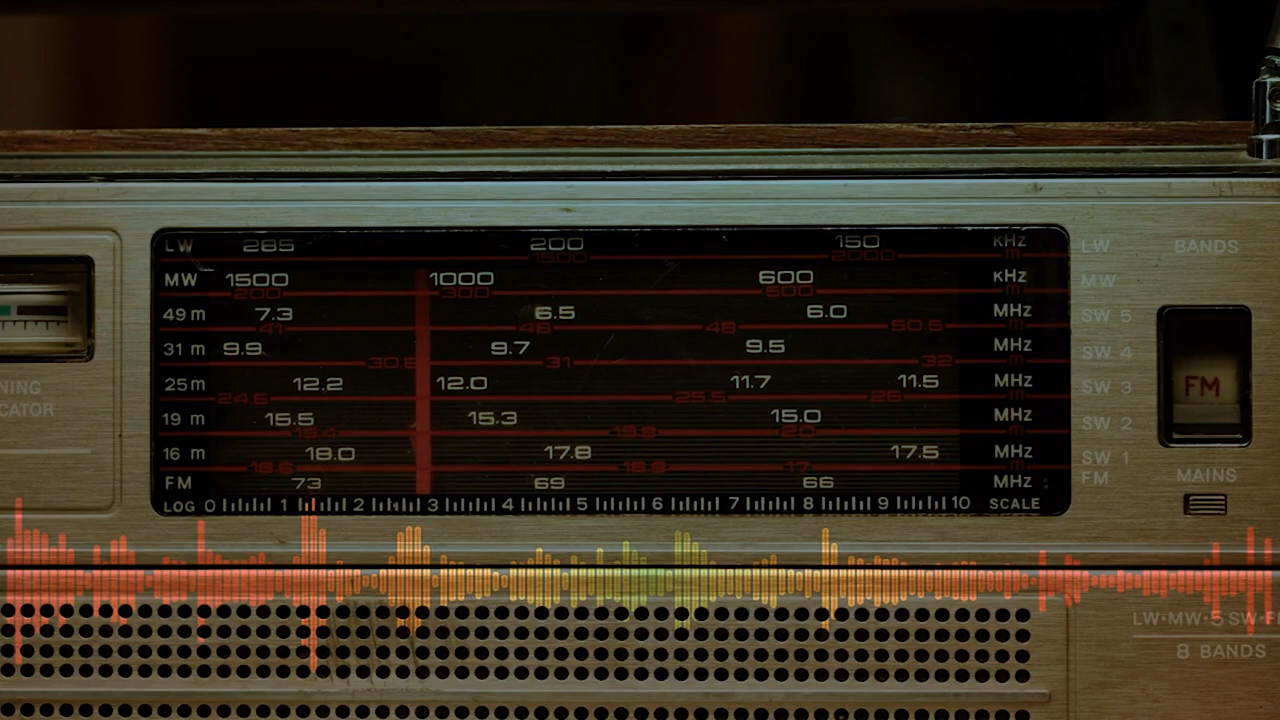 LW 285 200 150 KHz LW BANDS
1500 2000 m
MW 1500 1000 600 KHz MW
200 300 500 m
49 m 7.3 6.5 6.0 MHz SW 5
41 46 48 50.5 m
31 m 9.9 9.7 9.5 MHz SW 4
31 32 m
25 m 12.2 12.0 11.7 11.5 MHz SW 3 FM
24.6 25.5 26 m
NING
CATOR
19 m 15.5 15.3 15.0 MHz SW 2
20 m
16 m 18.0 17.8 17.5 MHz SW 1
16.6 17 m
FM 73 69 66 MHz FM MAINS
LOG 0 1 2 3 4 5 6 7 8 9 10 SCALE
LW·MW·5 SW·F
8 BANDS